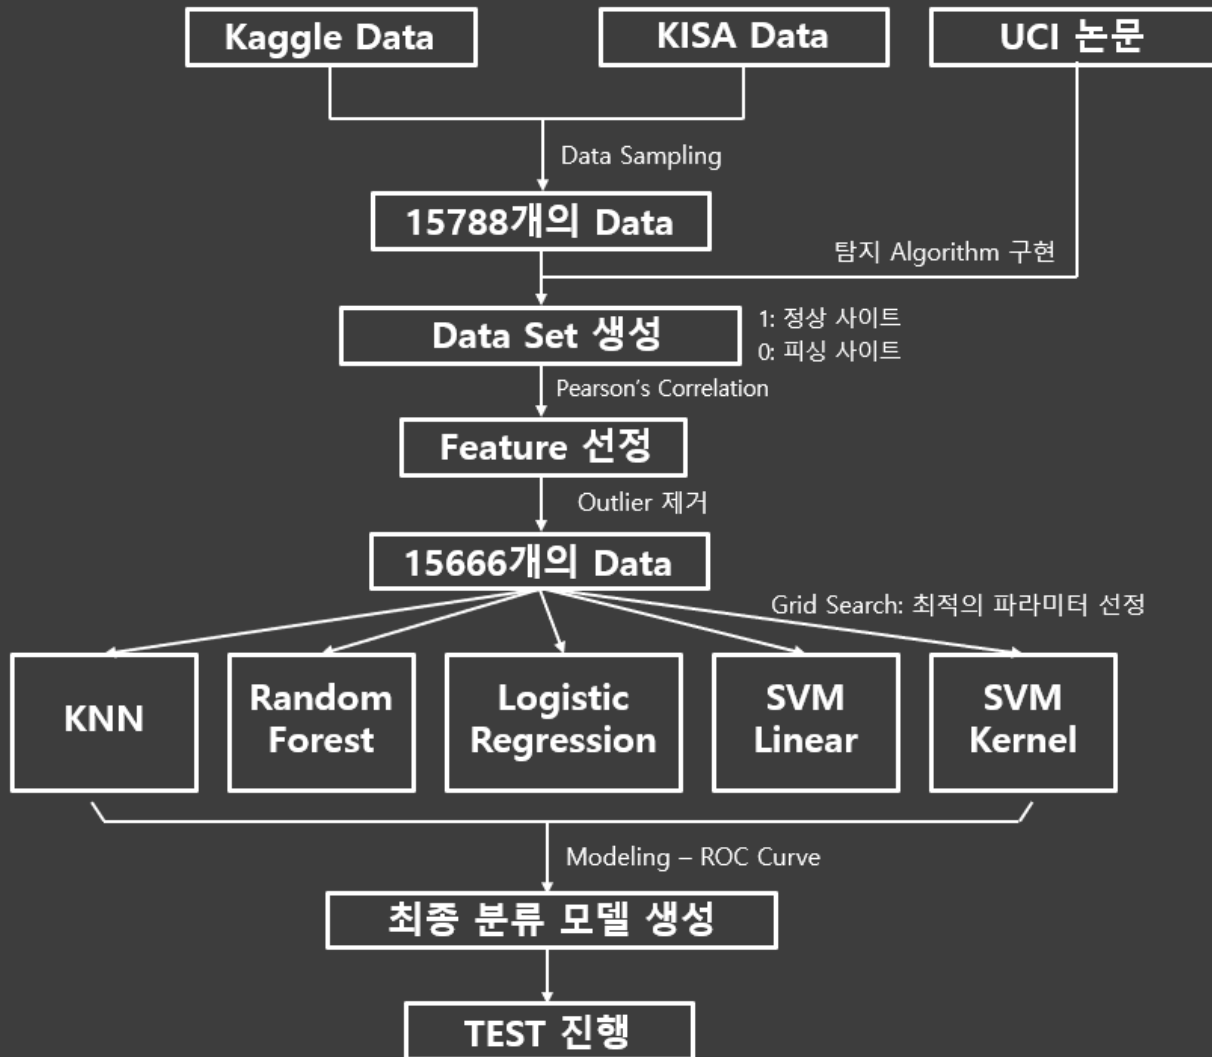 Kaggle Data
KISA Data
UCI 논문
Data Sampling
15788개의 Data
탐지 Algorithm 구현
Data Set 생성
1: 정상 사이트
0: 피싱 사이트
Pearson's Correlation
Feature 선정
Outlier 제거
15666개의 Data
Grid Search: 최적의 파라미터 선정
KNN
Random
Forest
Logistic
Regression
SVM
Linear
SVM
Kernel
Modeling – ROC Curve
최종 분류 모델 생성
TEST 진행